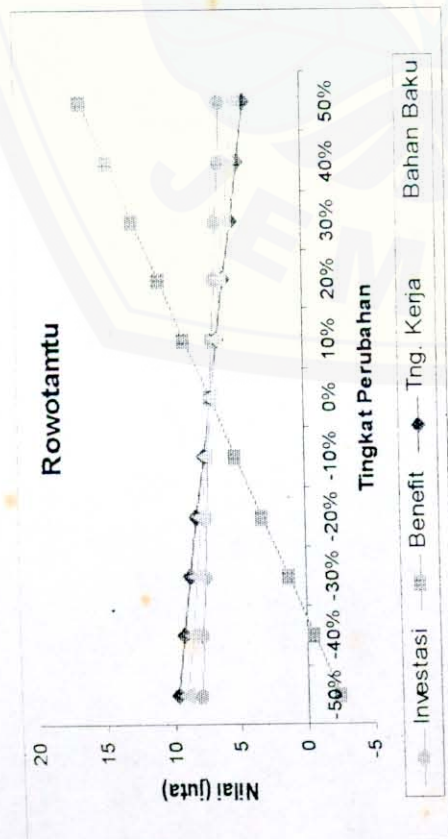 Rowotamtu
Nilai (juta)
20
15
10
5
0
-5
-50% -40% -30% -20% -10% 0% 10% 20% 30% 40% 50%
Tingkat Perubahan
Investasi Benefit Tng. Kerja Bahan Baku
JEM